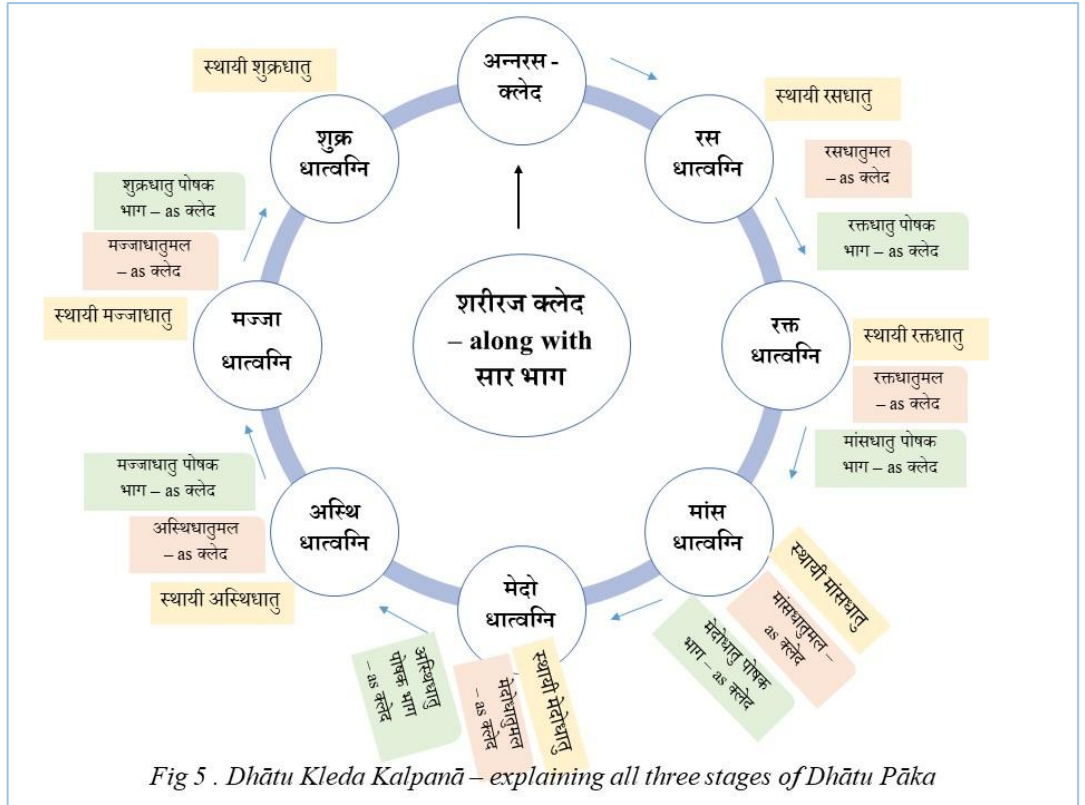 अन्नरस -
क्लेद
स्थायी रसधातु
रस
धात्वग्नि
रसधातुमल
– as क्लेद
रक्तधातु पोषक
भाग – as क्लेद
रक्त
धात्वग्नि
स्थायी रक्तधातु
रक्तधातुमल
– as क्लेद
मांसधातु पोषक
भाग – as क्लेद
मांस
धात्वग्नि
स्थायी मांसधातु
मांसधातुमल –
as क्लेद
मेदोधातु पोषक
भाग – as क्लेद
मेदो
धात्वग्नि
स्थायी मेदोधातु
मेदोधातुमल
– as क्लेद
अस्थिधातु
पोषक भाग
– as क्लेद
अस्थि
धात्वग्नि
स्थायी अस्थिधातु
अस्थिधातुमल
– as क्लेद
मज्जाधातु पोषक
भाग – as क्लेद
मज्जा
धात्वग्नि
स्थायी मज्जाधातु
मज्जाधातुमल
– as क्लेद
शुक्रधातु पोषक
भाग – as क्लेद
शुक्र
धात्वग्नि
स्थायी शुक्रधातु
शरीरज क्लेद
– along with
सार भाग
Fig 5 . Dhātu Kleda Kalpanā – explaining all three stages of Dhātu Pāka